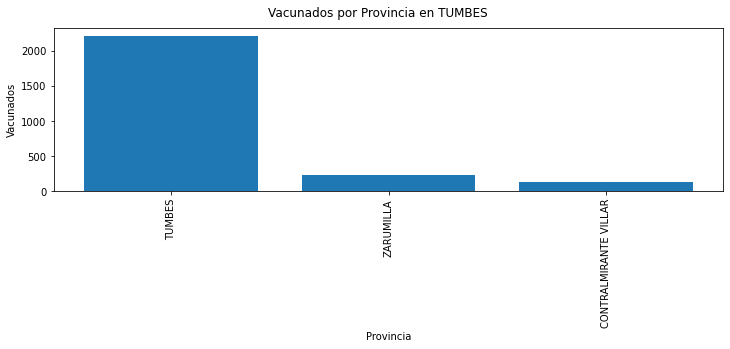 Vacunados por Provincia en TUMBES
Vacunados
2000
1500
1000
500
0
TUMBES
ZARUMILLA
CONTRALMIRANTE VILLAR
Provincia